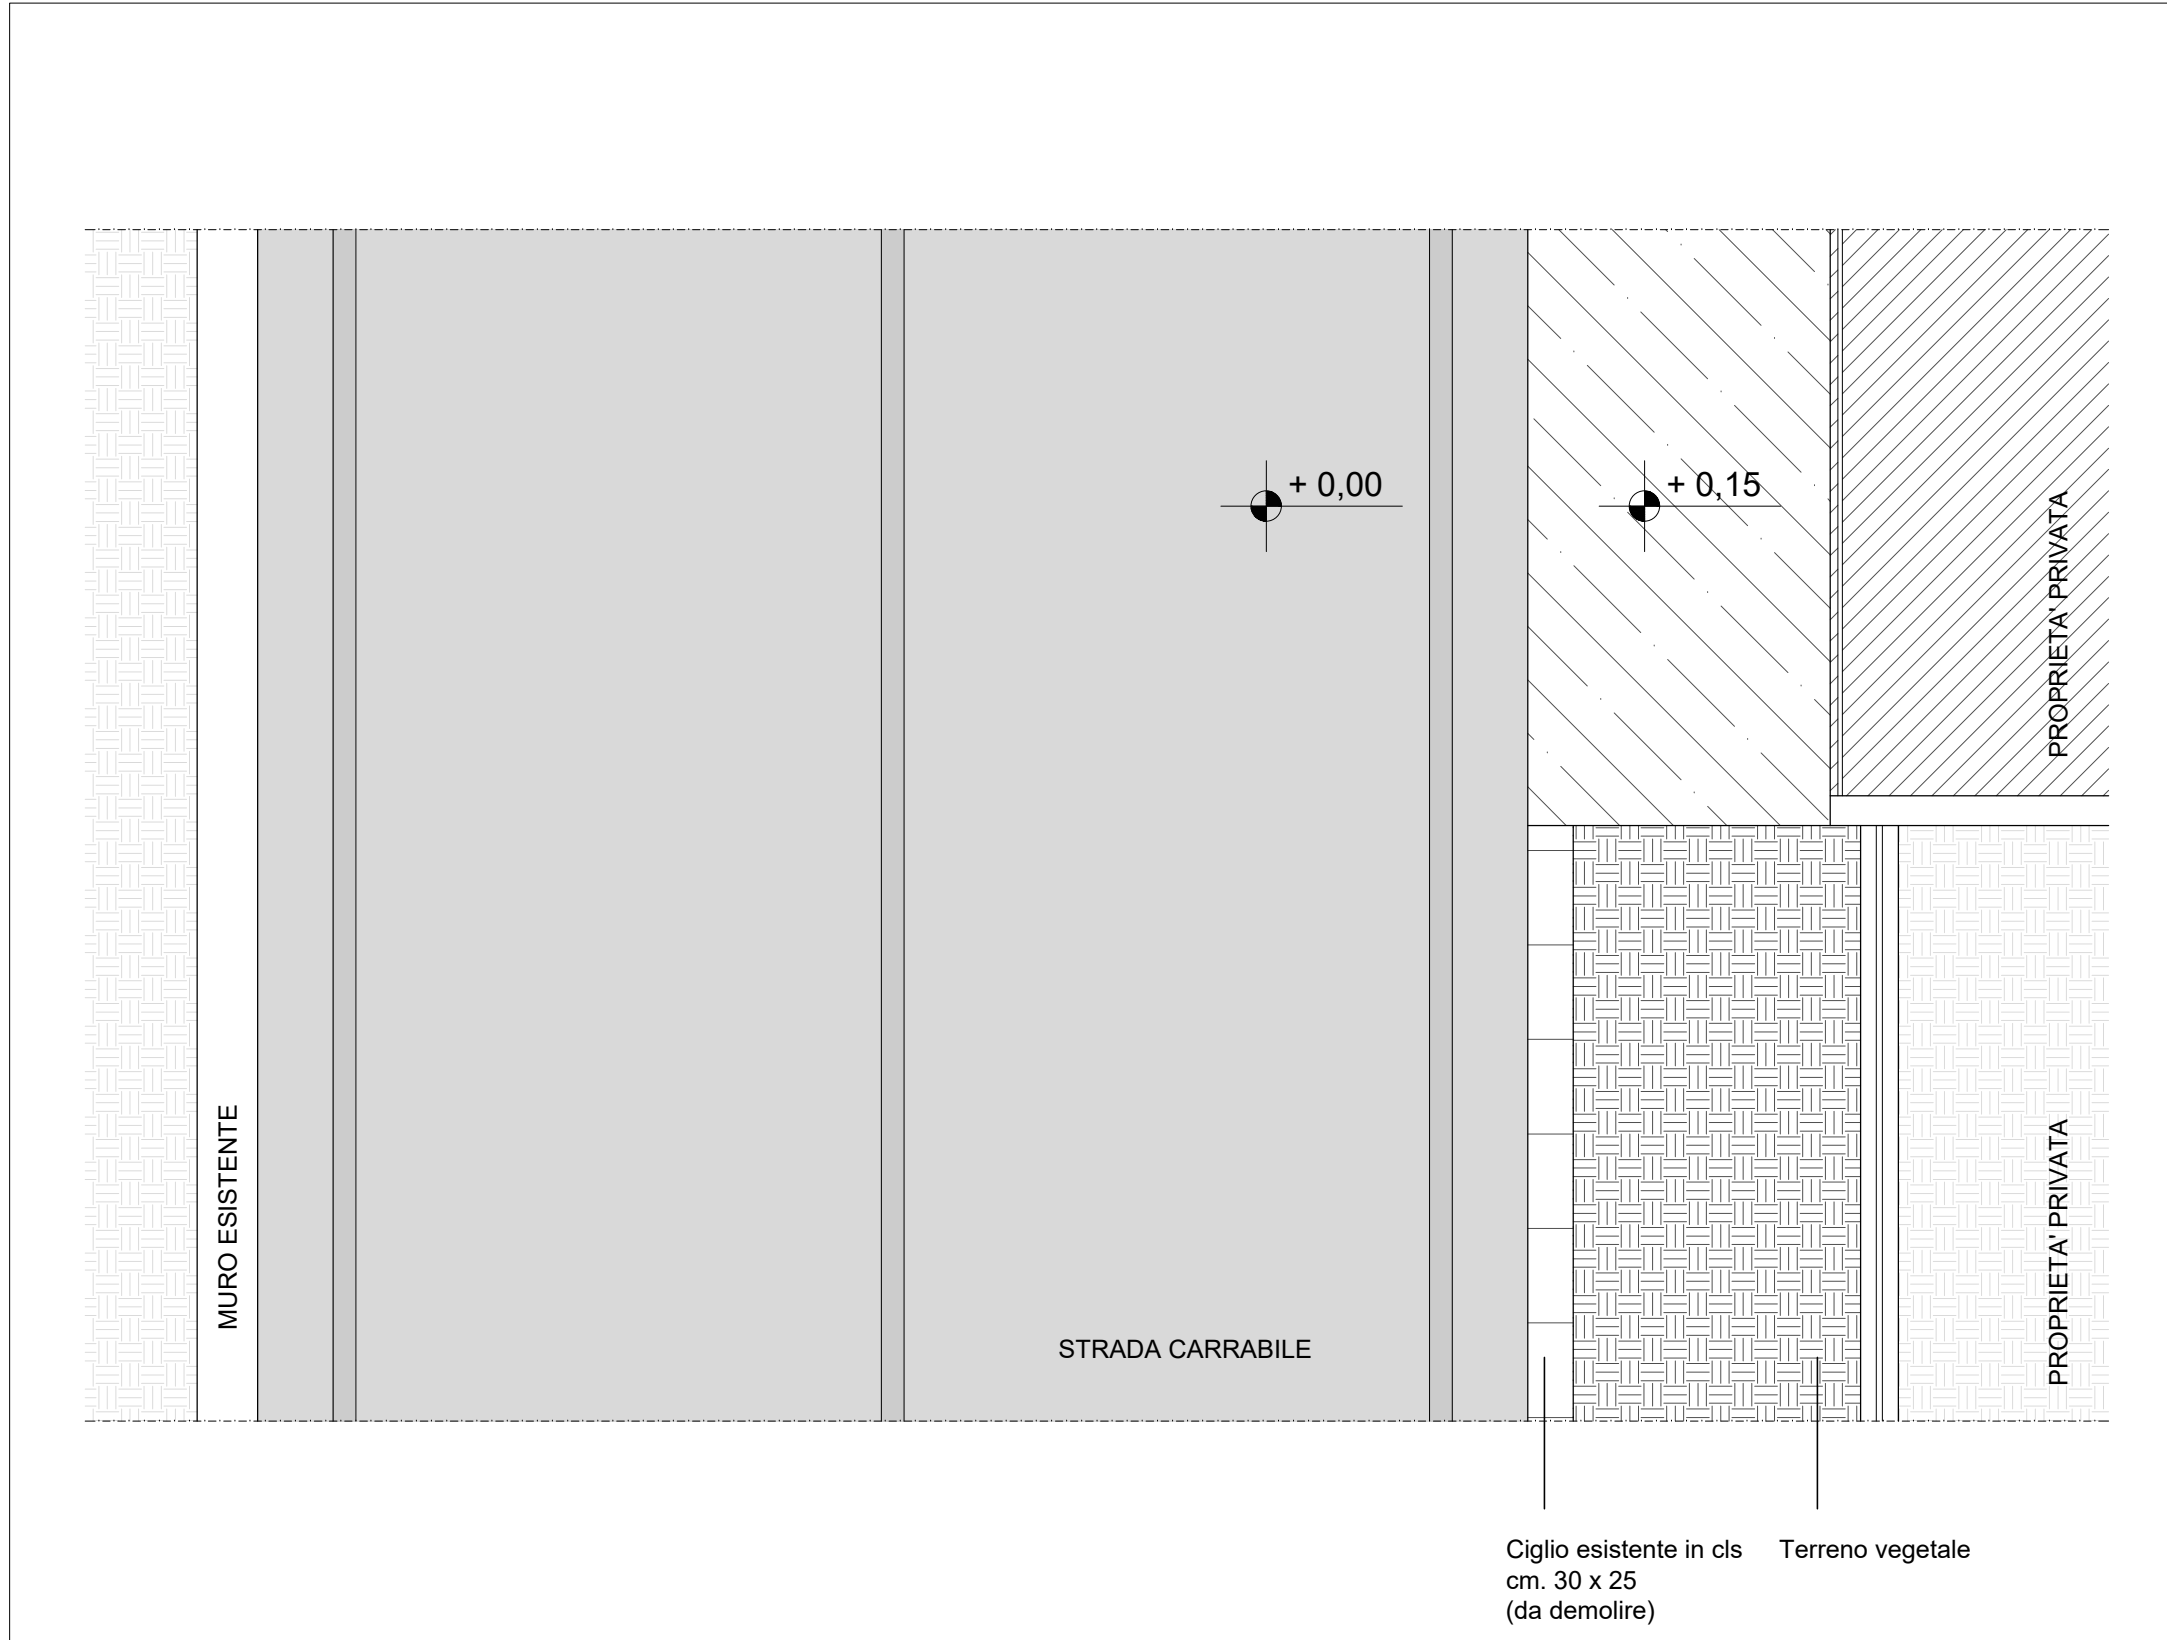 + 0,00
+ 0,15
PROPRIETA' PRIVATA
MURO ESISTENTE
PROPRIETA' PRIVATA
STRADA CARRABILE
Ciglio esistente in cls
cm. 30 x 25
(da demolire)
Terreno vegetale